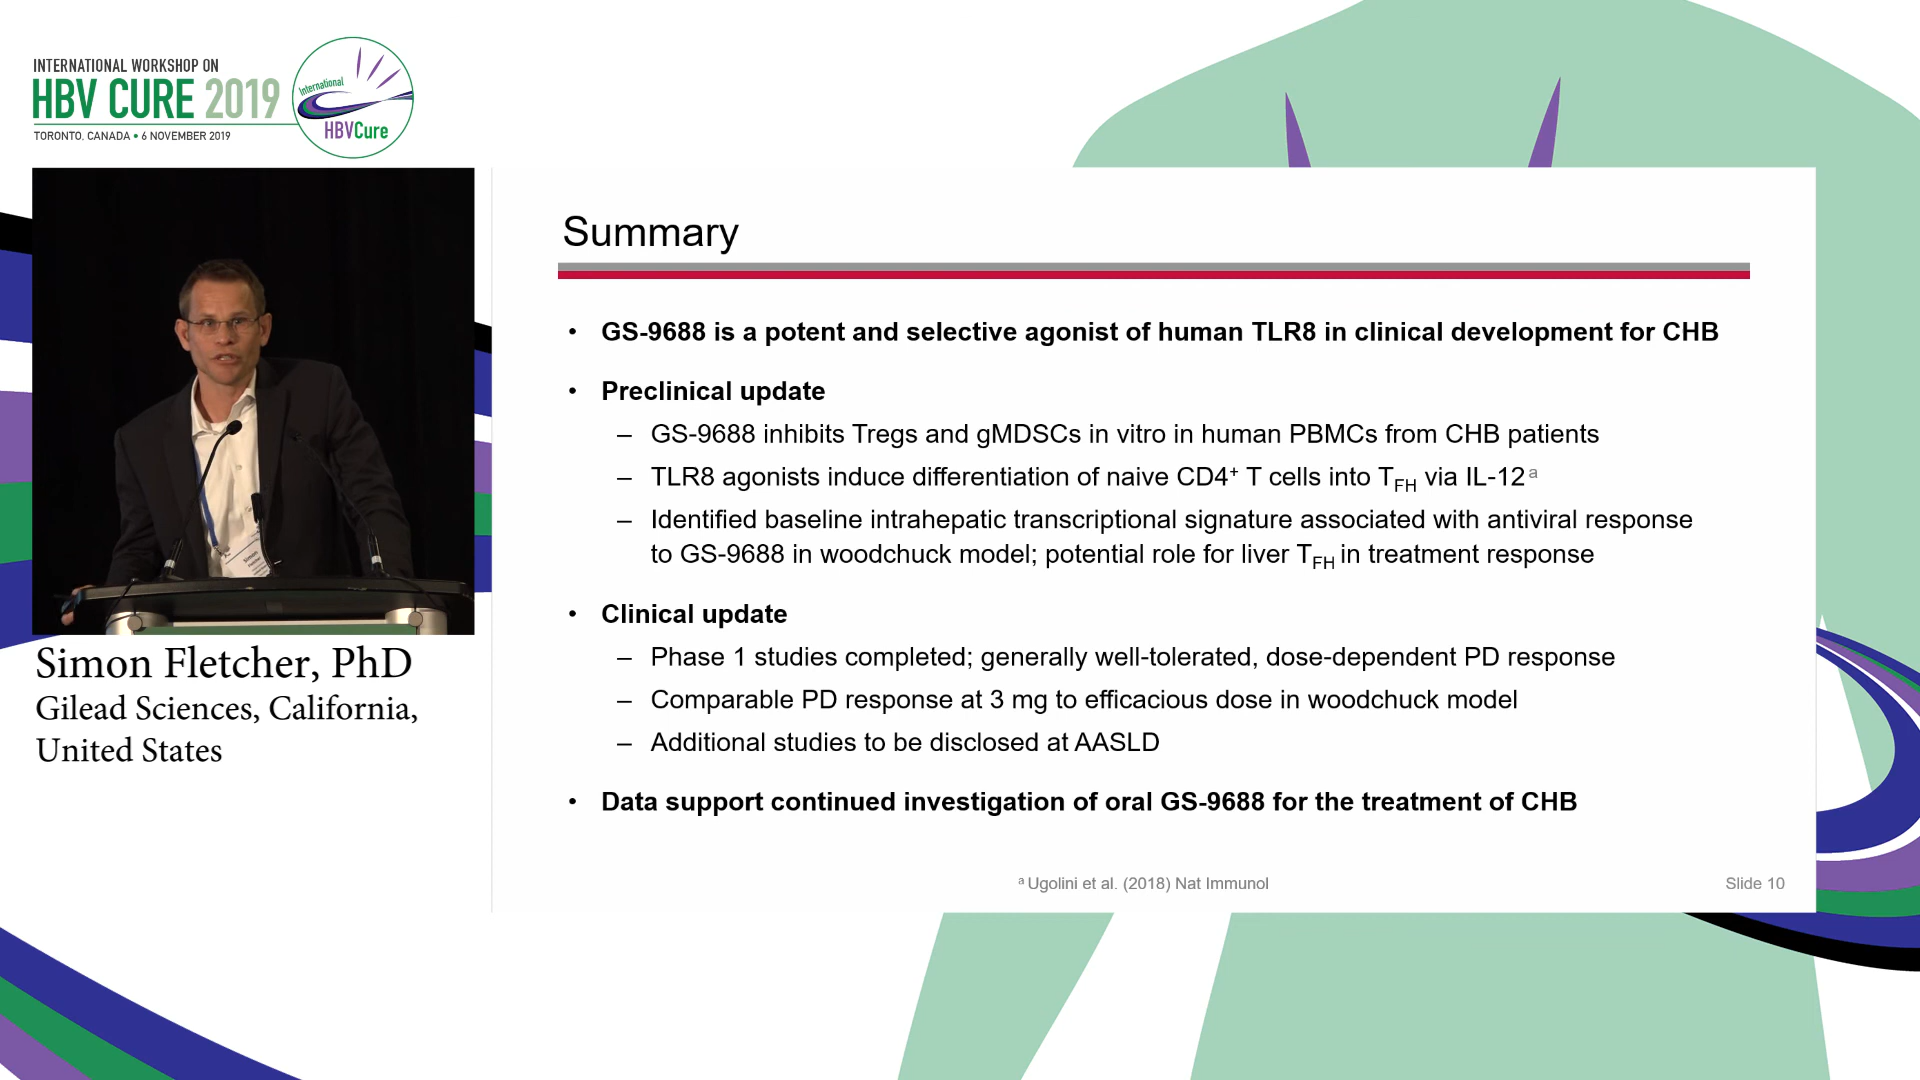 INTERNATIONAL WORKSHOP ON
HBV CURE 2019
TORONTO, CANADA • 6 NOVEMBER 2019
International
HBVCure
Simon Fletcher, PhD
Gilead Sciences, California,
United States
Summary
• GS-9688 is a potent and selective agonist of human TLR8 in clinical development for CHB
• Preclinical update
– GS-9688 inhibits Tregs and gMDSCs in vitro in human PBMCs from CHB patients
– TLR8 agonists induce differentiation of naive CD4⁺ T cells into TFH via IL-12 ᵃ
– Identified baseline intrahepatic transcriptional signature associated with antiviral response
to GS-9688 in woodchuck model; potential role for liver TFH in treatment response
• Clinical update
– Phase 1 studies completed; generally well-tolerated, dose-dependent PD response
– Comparable PD response at 3 mg to efficacious dose in woodchuck model
– Additional studies to be disclosed at AASLD
• Data support continued investigation of oral GS-9688 for the treatment of CHB
ᵃ Ugolini et al. (2018) Nat Immunol
Slide 10